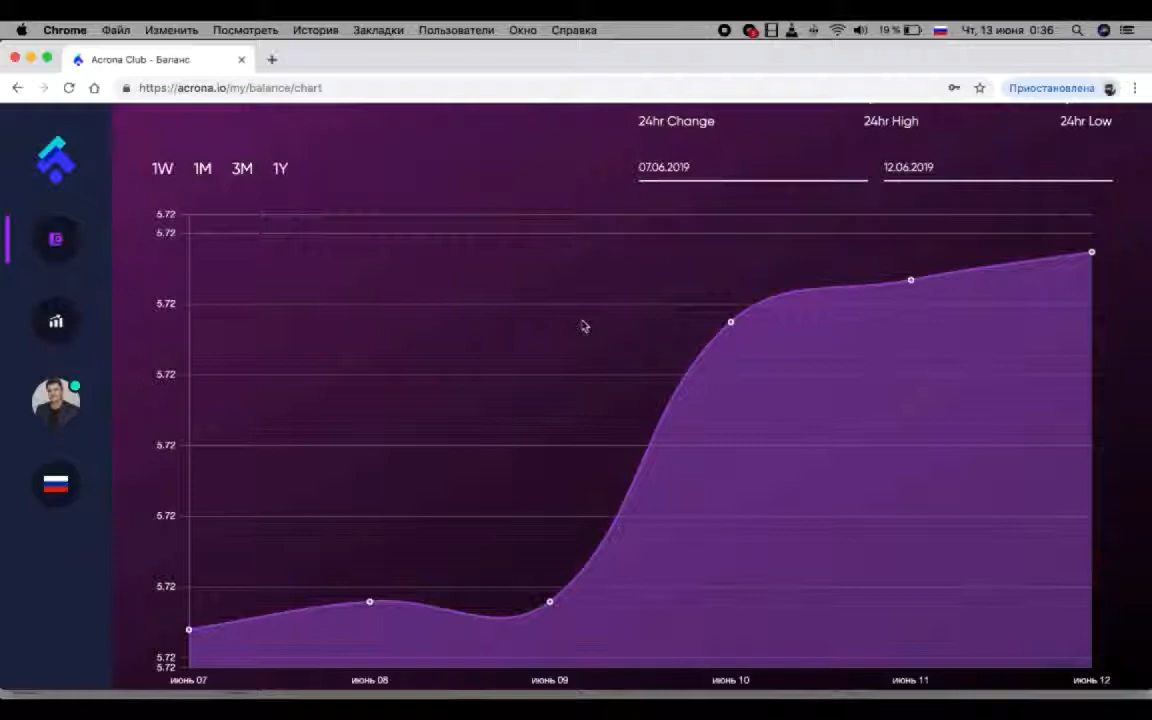 Chrome Файл Изменить Посмотреть История Закладки Пользователи Окно Справка 19 % Чт, 13 июня 0:36
Acrona Club - Баланс
https://acrona.io/my/balance/chart Приостановлена
24hr Change 24hr High 24hr Low
1W 1M 3M 1Y 07.06.2019 12.06.2019
5.72
5.72
5.72
5.72
5.72
5.72
5.72
5.72
5.72
июнь 07 июнь 08 июнь 09 июнь 10 июнь 11 июнь 12